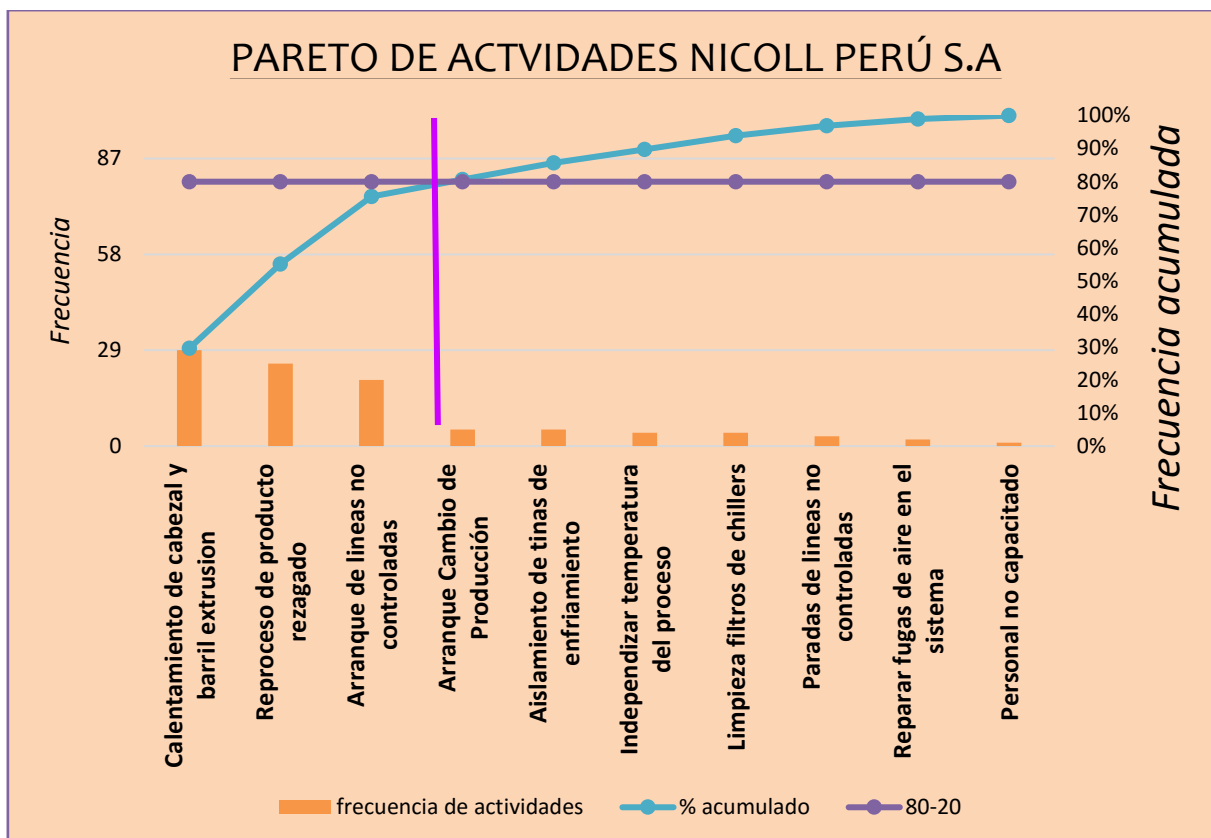 PARETO DE ACTVIDADES NICOLL PERÚ S.A
Frecuencia
87
58
29
0
100%
90%
80%
70%
60%
50%
40%
30%
20%
10%
0%
Frecuencia acumulada
Calentamiento de cabezal y
barril extrusion
Reproceso de producto
rezagado
Arranque de lineas no
controladas
Arranque Cambio de
Producción
Aislamiento de tinas de
enfriamiento
Independizar temperatura
del proceso
Limpieza filtros de chillers
Paradas de lineas no
controladas
Reparar fugas de aire en el
sistema
Personal no capacitado
frecuencia de actividades
% acumulado
80-20